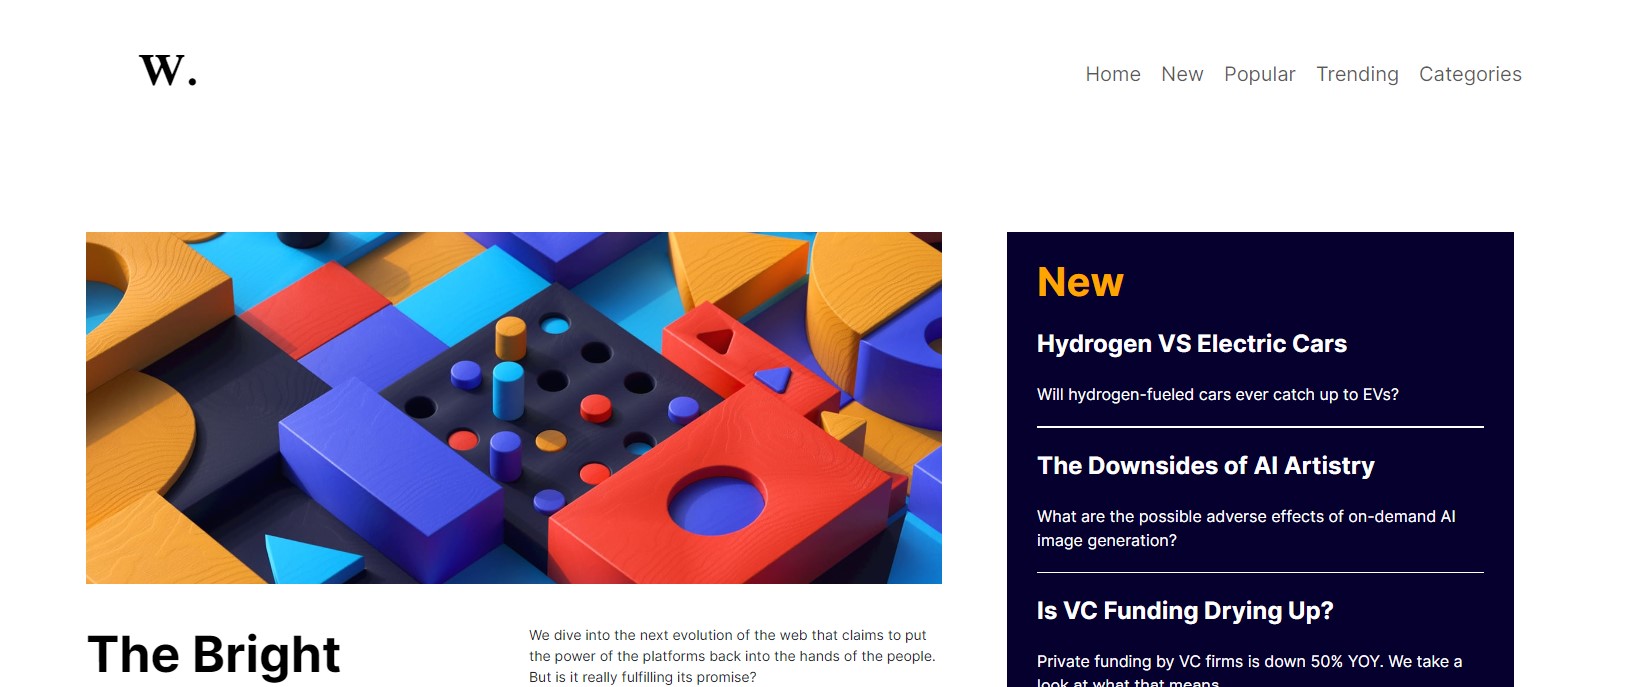 W.
Home New Popular Trending Categories
New
Hydrogen VS Electric Cars
Will hydrogen-fueled cars ever catch up to EVs?
The Downsides of AI Artistry
What are the possible adverse effects of on-demand AI
image generation?
Is VC Funding Drying Up?
Private funding by VC firms is down 50% YOY. We take a
look at what that means.
The Bright
We dive into the next evolution of the web that claims to put
the power of the platforms back into the hands of the people.
But is it really fulfilling its promise?